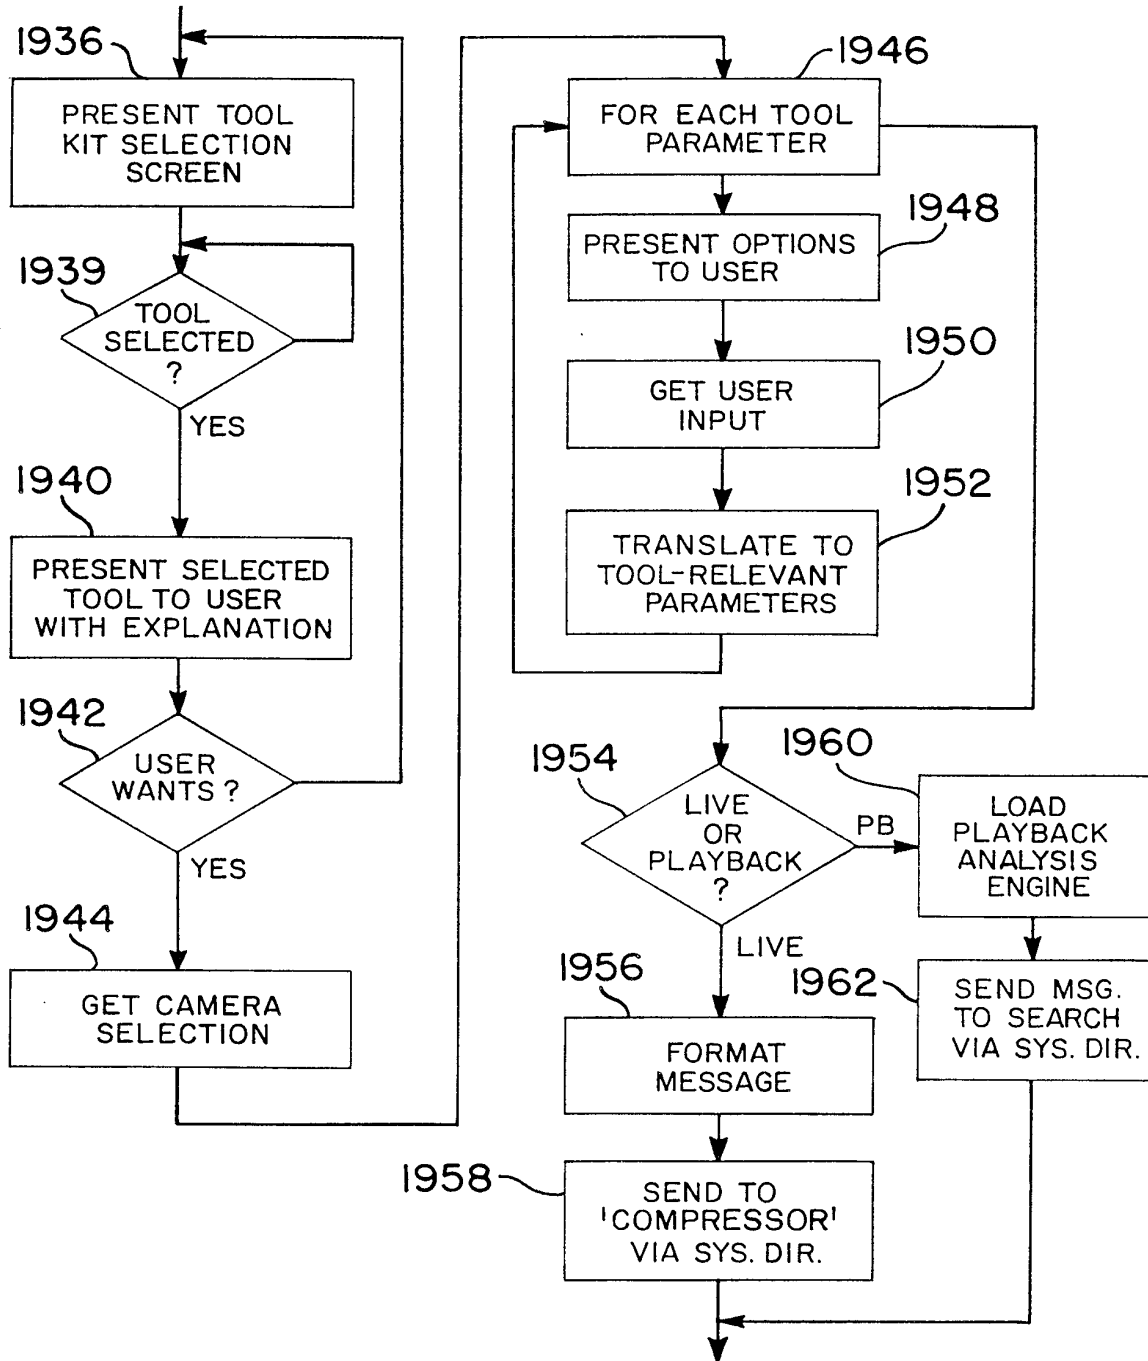 1936
PRESENT TOOL
KIT SELECTION
SCREEN
1939
TOOL
SELECTED
?
YES
1940
PRESENT SELECTED
TOOL TO USER
WITH EXPLANATION
1942
USER
WANTS ?
YES
1944
GET CAMERA
SELECTION
1946
FOR EACH TOOL
PARAMETER
1948
PRESENT OPTIONS
TO USER
1950
GET USER
INPUT
1952
TRANSLATE TO
TOOL-RELEVANT
PARAMETERS
1954
LIVE
OR
PLAYBACK
?
PB
LIVE
1960
LOAD
PLAYBACK
ANALYSIS
ENGINE
1962
SEND MSG.
TO SEARCH
VIA SYS. DIR.
1956
FORMAT
MESSAGE
1958
SEND TO
'COMPRESSOR'
VIA SYS. DIR.